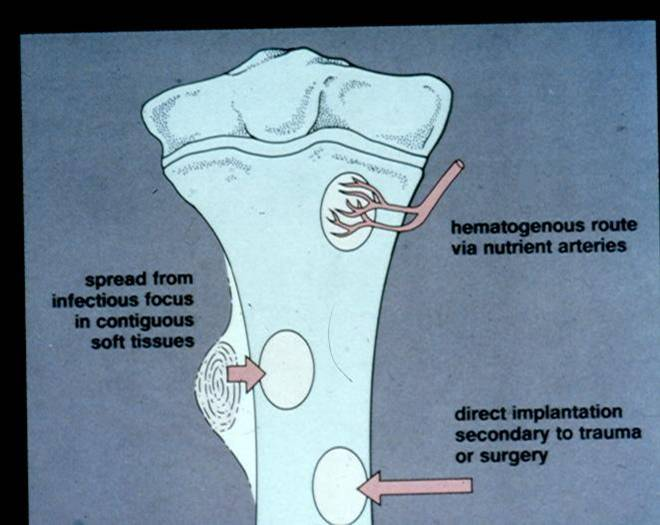 hematogenous route
via nutrient arteries
spread from
infectious focus
in contiguous
soft tissues
direct implantation
secondary to trauma
or surgery